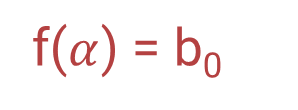 f(α) = b₀